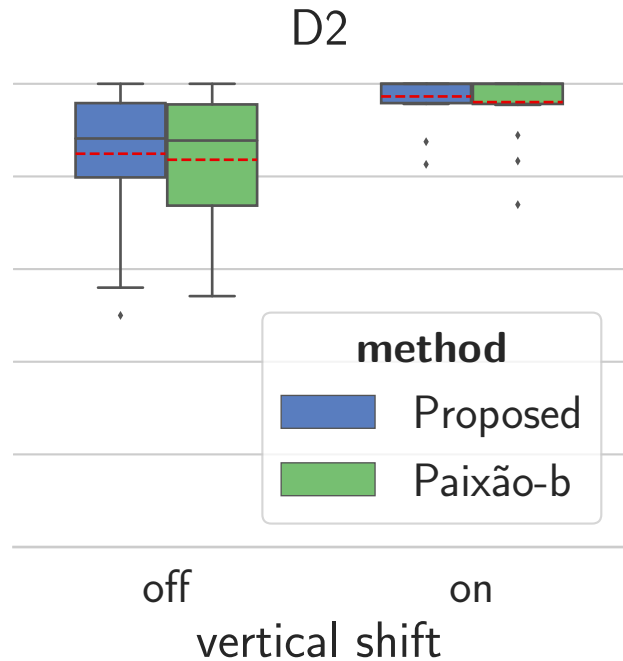 D2
method
Proposed
Paixão-b
off on
vertical shift